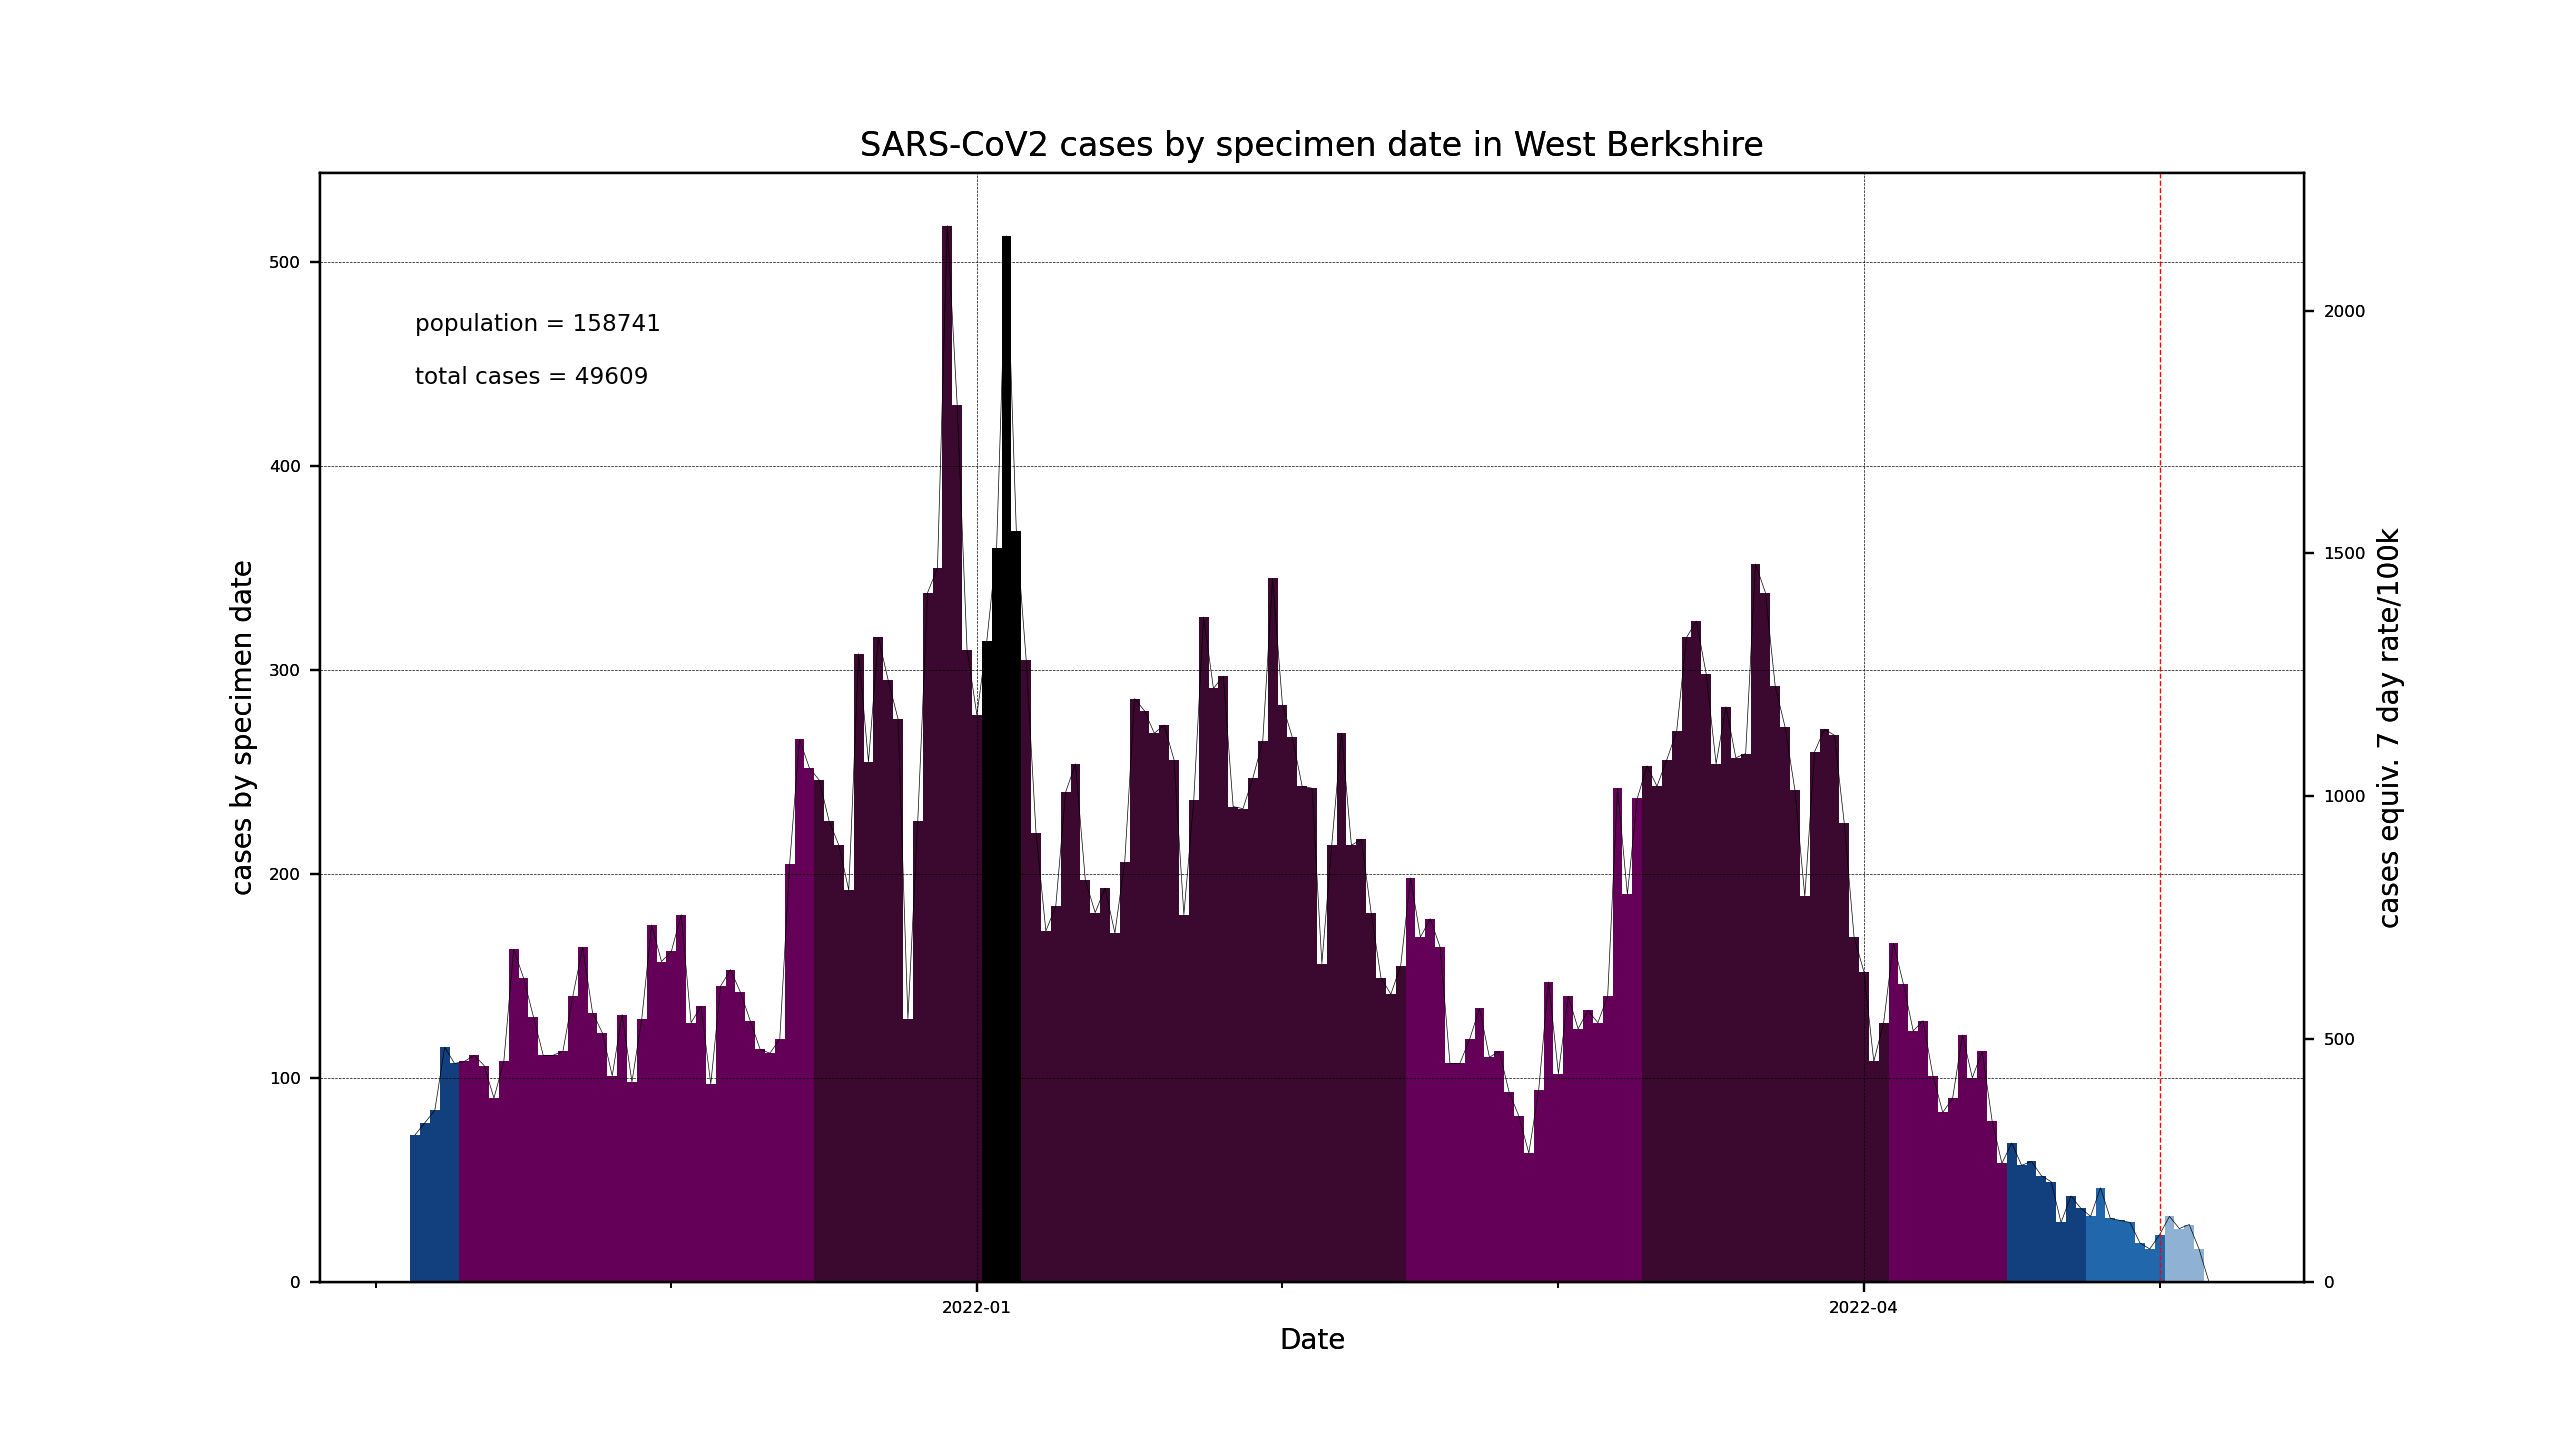 SARS-CoV2 cases by specimen date in West Berkshire
population = 158741
total cases = 49609
cases by specimen date
500
400
300
200
100
0
2000
1500
1000
500
0
cases equiv. 7 day rate/100k
2022-01
2022-04
Date